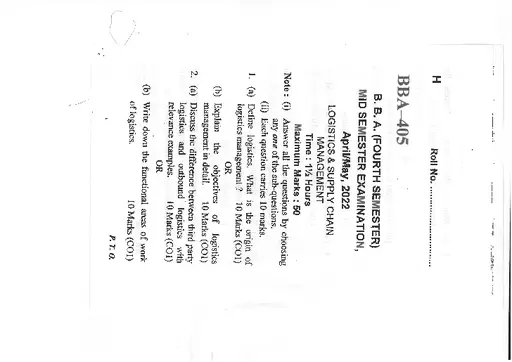 H
Roll No. ..............................
BBA–405
B. B. A. (FOURTH SEMESTER)
MID SEMESTER EXAMINATION,
April/May, 2022
LOGISTICS & SUPPLY CHAIN
MANAGEMENT
Time : 1½ Hours
Maximum Marks : 50
Note : (i) Answer all the questions by choosing
any one of the sub-questions.
(ii) Each question carries 10 marks.
1. (a) Define logistics. What is the origin of
logistics management ? 10 Marks (CO1)
OR
(b) Explain the objectives of logistics
management in detail. 10 Marks (CO1)
2. (a) Discuss the difference between third party
logistics and outbound logistics with
relevance examples. 10 Marks (CO1)
OR
(b) Write down the functional areas of work
of logistics. 10 Marks (CO1)
P. T. O.